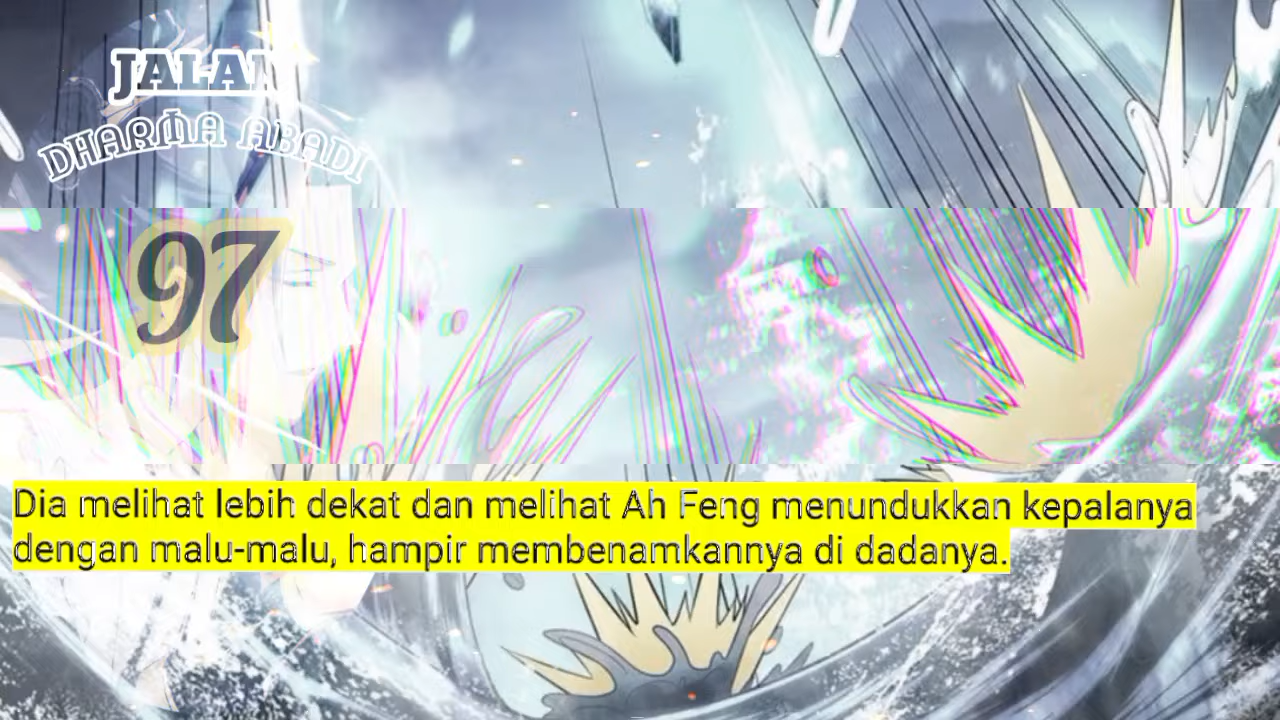 JALAN
DHARMA ABADI
97
Dia melihat lebih dekat dan melihat Ah Feng menundukkan kepalanya
dengan malu-malu, hampir membenamkannya di dadanya.